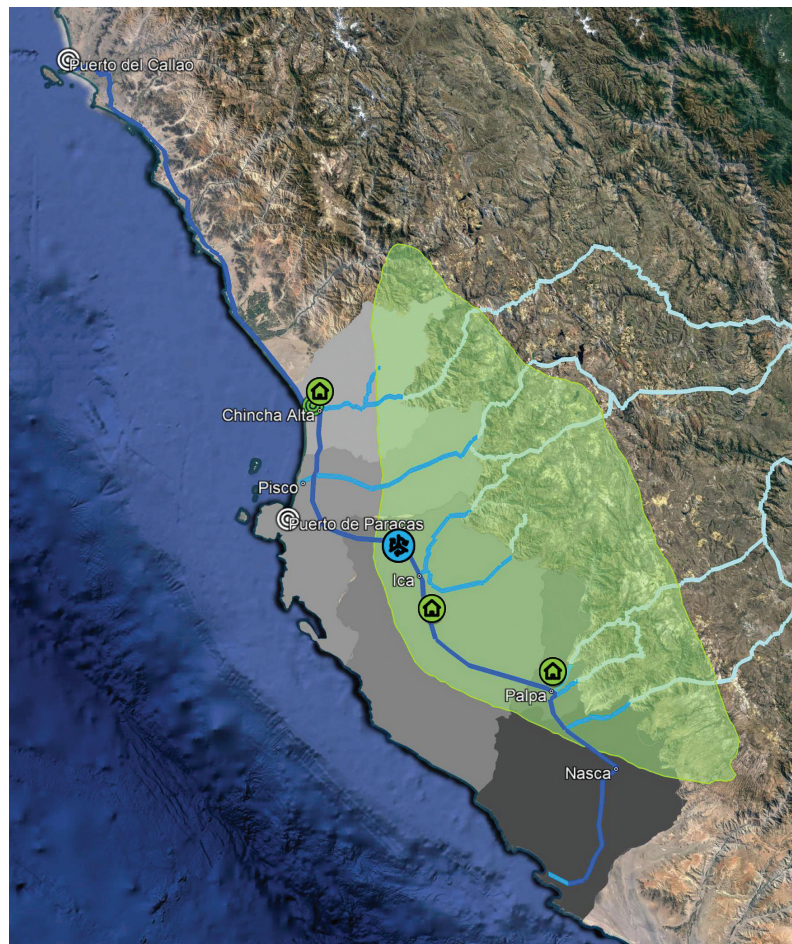 Puerto del Callao
Chincha Alta
Pisco
Puerto de Paracas
Ica
Palpa
Nasca